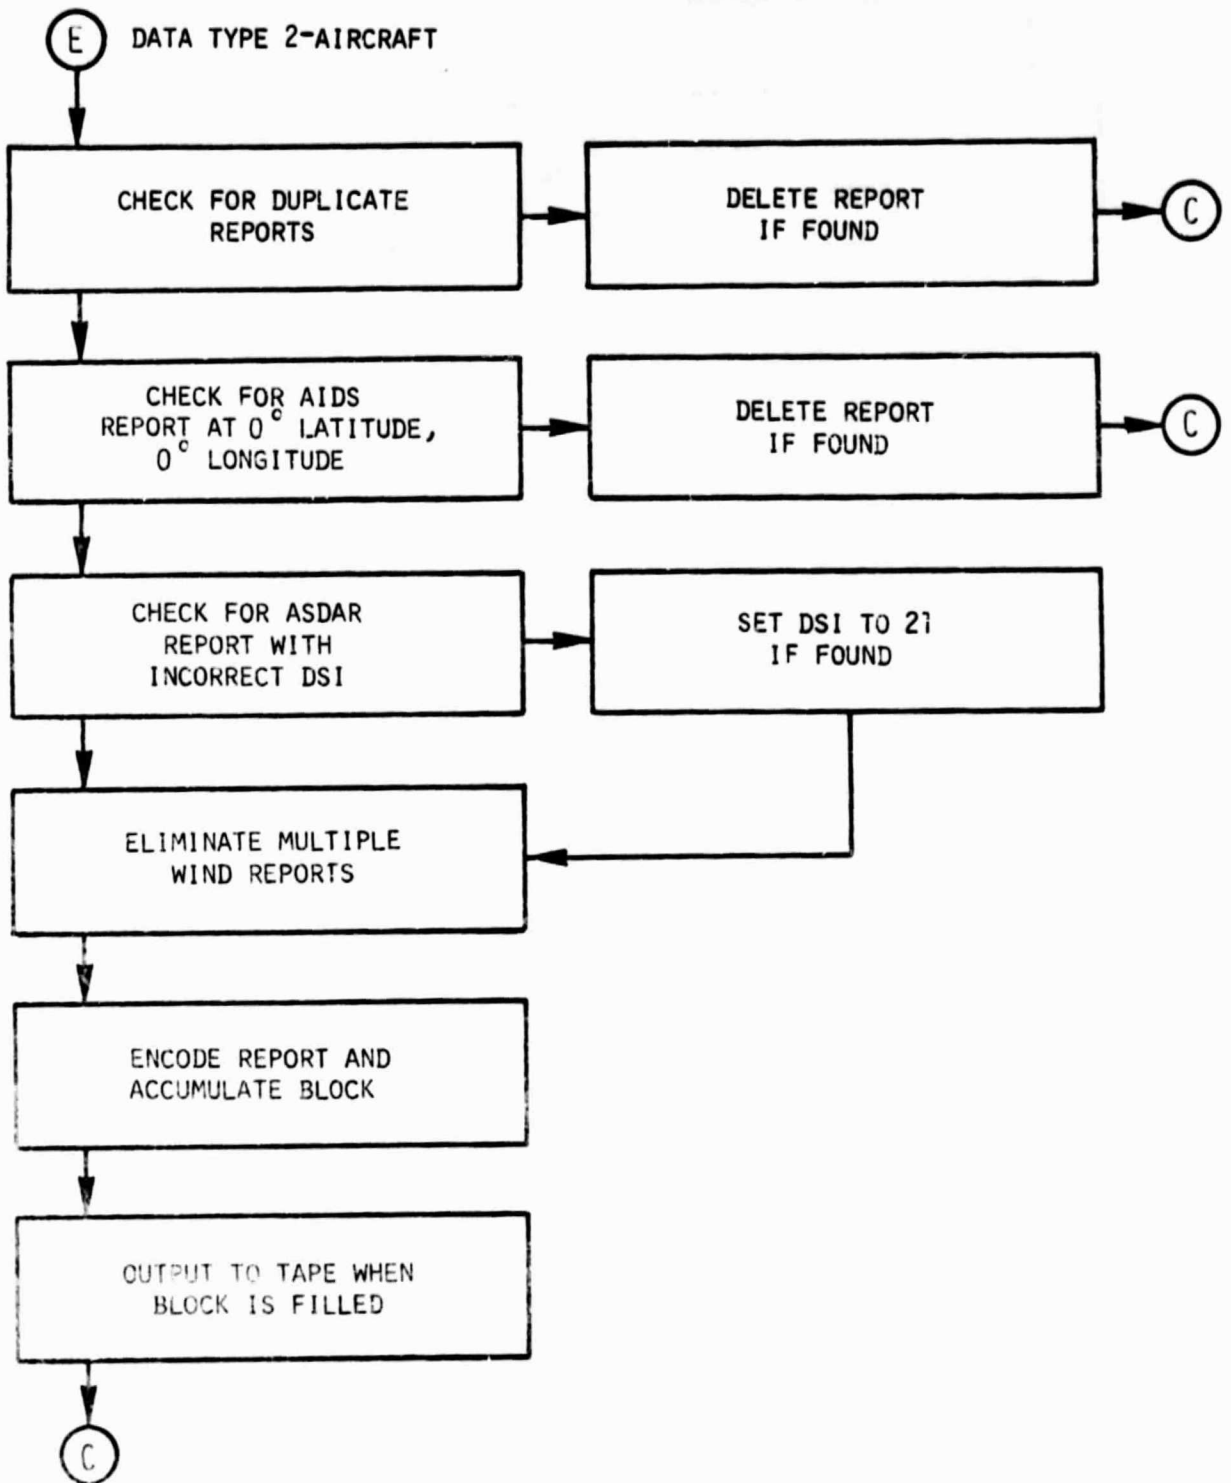 E DATA TYPE 2-AIRCRAFT
CHECK FOR DUPLICATE
REPORTS
DELETE REPORT
IF FOUND
C
CHECK FOR AIDS
REPORT AT 0° LATITUDE,
0° LONGITUDE
DELETE REPORT
IF FOUND
C
CHECK FOR ASDAR
REPORT WITH
INCORRECT DSI
SET DSI TO 21
IF FOUND
ELIMINATE MULTIPLE
WIND REPORTS
ENCODE REPORT AND
ACCUMULATE BLOCK
OUTPUT TO TAPE WHEN
BLOCK IS FILLED
C